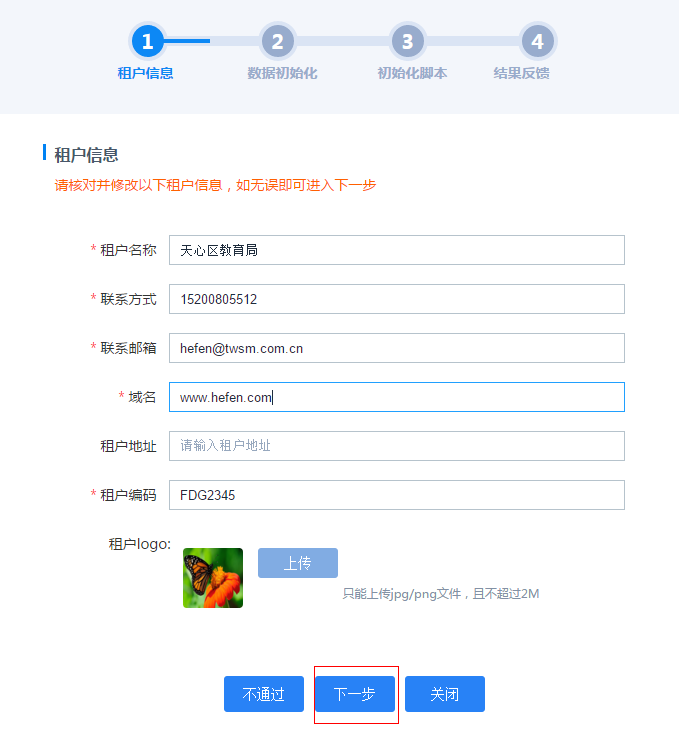 1 2 3 4
租户信息 数据初始化 初始化脚本 结果反馈
租户信息
请核对并修改以下租户信息，如无误即可进入下一步
* 租户名称 天心区教育局
* 联系方式 15200805512
* 联系邮箱 hefen@twsm.com.cn
* 域名 www.hefen.com
租户地址 请输入租户地址
* 租户编码 FDG2345
租户logo: 上传
只能上传jpg/png文件，且不超过2M
不通过 下一步 关闭